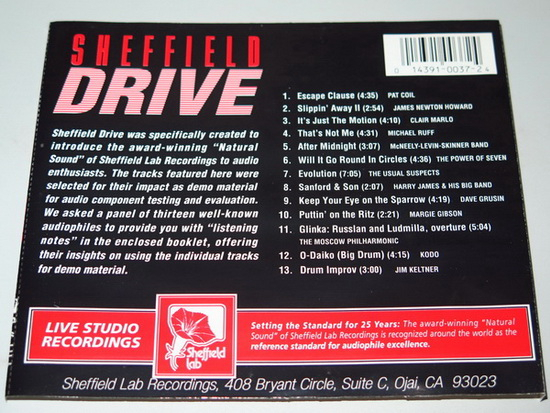 SHEFFIELD
DRIVE
0 14391-0037-2 4
Sheffield Drive was specifically created to
introduce the award-winning "Natural
Sound" of Sheffield Lab Recordings to audio
enthusiasts. The tracks featured here were
selected for their impact as demo material
for audio component testing and evaluation.
We asked a panel of thirteen well-known
audiophiles to provide you with "listening
notes" in the enclosed booklet, offering
their insights on using the individual tracks
for demo material.
1. Escape Clause (4:35) PAT COIL
2. Slippin' Away II (2:54) JAMES NEWTON HOWARD
3. It's Just The Motion (4:10) CLAIR MARLO
4. That's Not Me (4:31) MICHAEL RUFF
5. After Midnight (3:07) McNEELY-LEVIN-SKINNER BAND
6. Will It Go Round In Circles (4:36) THE POWER OF SEVEN
7. Evolution (7:05) THE USUAL SUSPECTS
8. Sanford & Son (2:07) HARRY JAMES & HIS BIG BAND
9. Keep Your Eye on the Sparrow (4:19) DAVE GRUSIN
10. Puttin' on the Ritz (2:21) MARGIE GIBSON
11. Glinka: Russlan and Ludmilla, overture (5:04)
THE MOSCOW PHILHARMONIC
12. O-Daiko (Big Drum) (4:15) KODO
13. Drum Improv (3:00) JIM KELTNER
LIVE STUDIO
RECORDINGS
Sheffield
Lab
Setting the Standard for 25 Years: The award-winning "Natural
Sound" of Sheffield Lab Recordings is recognized around the world as the
reference standard for audiophile excellence.
Sheffield Lab Recordings, 408 Bryant Circle, Suite C, Ojai, CA 93023